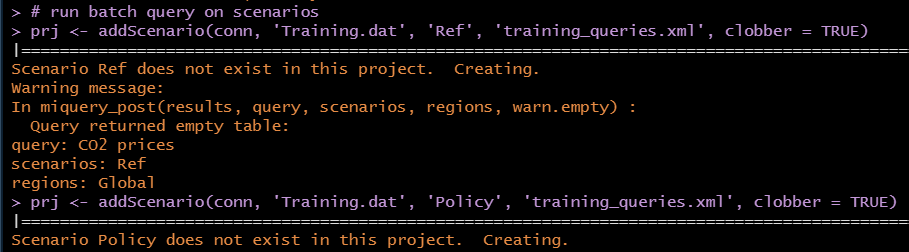 > # run batch query on scenarios
> prj <- addScenario(conn, 'Training.dat', 'Ref', 'training_queries.xml', clobber = TRUE)
|==========================================================================================
Scenario Ref does not exist in this project.  Creating.
Warning message:
In miquery_post(results, query, scenarios, regions, warn.empty) :
  Query returned empty table:
query: CO2 prices
scenarios: Ref
regions: Global
> prj <- addScenario(conn, 'Training.dat', 'Policy', 'training_queries.xml', clobber = TRUE)
|==========================================================================================
Scenario Policy does not exist in this project.  Creating.